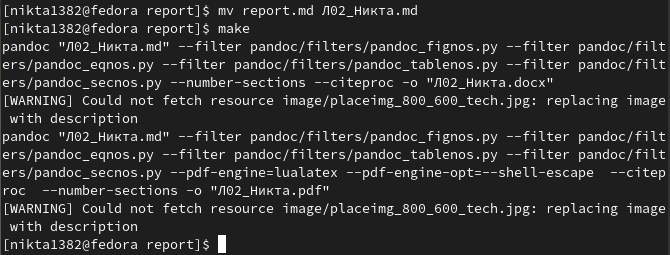 [nikta1382@fedora report]$ mv report.md Л02_Никта.md
[nikta1382@fedora report]$ make
pandoc "Л02_Никта.md" --filter pandoc/filters/pandoc_fignos.py --filter pandoc/filt
ers/pandoc_eqnos.py --filter pandoc/filters/pandoc_tablenos.py --filter pandoc/filt
ers/pandoc_secnos.py --number-sections --citeproc -o "Л02_Никта.docx"
[WARNING] Could not fetch resource image/placeimg_800_600_tech.jpg: replacing image
 with description
pandoc "Л02_Никта.md" --filter pandoc/filters/pandoc_fignos.py --filter pandoc/filt
ers/pandoc_eqnos.py --filter pandoc/filters/pandoc_tablenos.py --filter pandoc/filt
ers/pandoc_secnos.py --pdf-engine=lualatex --pdf-engine-opt=--shell-escape  --citep
roc  --number-sections -o "Л02_Никта.pdf"
[WARNING] Could not fetch resource image/placeimg_800_600_tech.jpg: replacing image
 with description
[nikta1382@fedora report]$